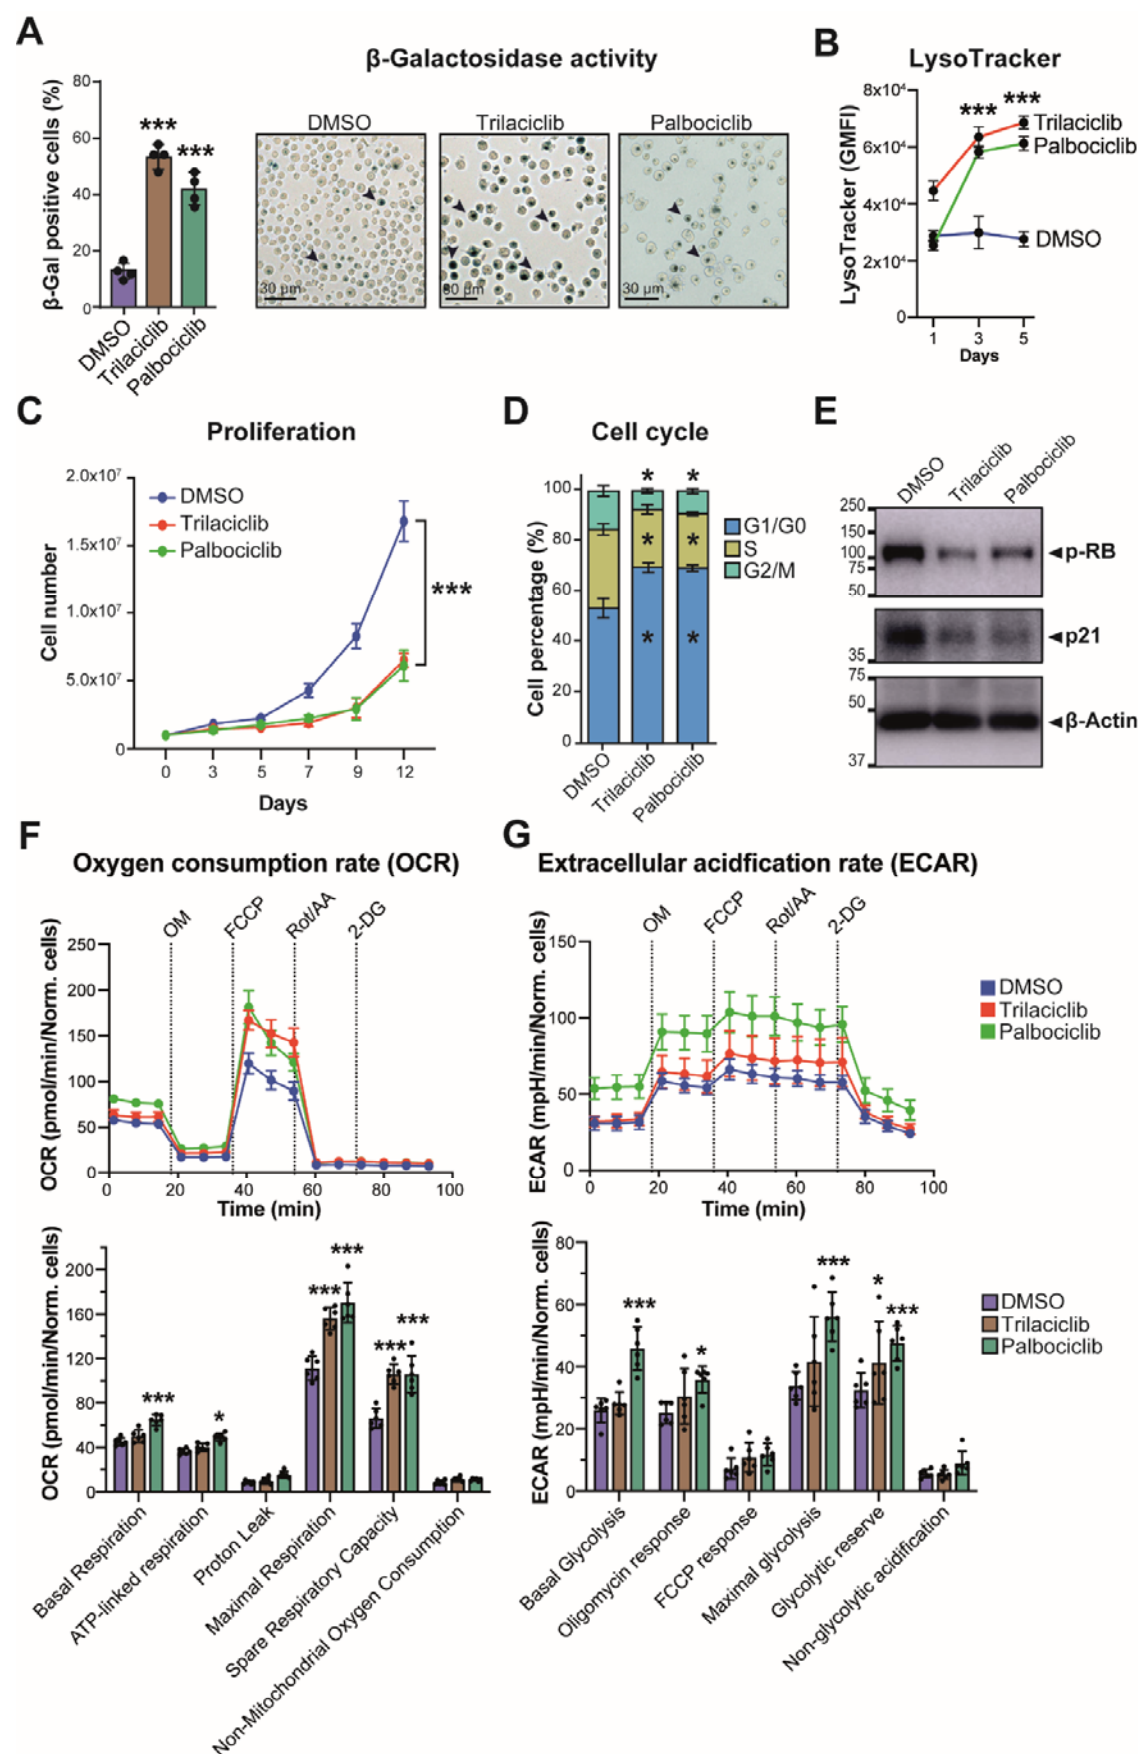 A
β-Galactosidase activity
β-Gal positive cells (%)
80
60
40
20
0
***
***
DMSO
Trilaciclib
Palbociclib
DMSO
Trilaciclib
Palbociclib
30 µm
30 µm
30 µm
B
LysoTracker
LysoTracker (GMFI)
8x10⁴
6x10⁴
4x10⁴
2x10⁴
0
***
***
Trilaciclib
Palbociclib
DMSO
1 3 5
Days
C
Proliferation
Cell number
2.0x10⁷
1.5x10⁷
1.0x10⁷
5.0x10⁷
0
DMSO
Trilaciclib
Palbociclib
***
0 3 5 7 9 12
Days
D
Cell cycle
Cell percentage (%)
100
80
60
40
20
0
* *
* *
* *
G1/G0
S
G2/M
DMSO
Trilaciclib
Palbociclib
E
DMSO
Trilaciclib
Palbociclib
250
150
100
75
50
p-RB
35
p21
75
50
37
β-Actin
F
Oxygen consumption rate (OCR)
OCR (pmol/min/Norm. cells)
OM
FCCP
Rot/AA
2-DG
250
200
150
100
50
0
0 20 40 60 80 100
Time (min)
OCR (pmol/min/Norm. cells)
200
160
120
80
40
0
***
*
***
***
***
***
Basal Respiration
ATP-linked respiration
Proton Leak
Maximal Respiration
Spare Respiratory Capacity
Non-Mitochondrial Oxygen Consumption
G
Extracellular acidfication rate (ECAR)
ECAR (mpH/min/Norm. cells)
OM
FCCP
Rot/AA
2-DG
150
100
50
0
0 20 40 60 80 100
Time (min)
DMSO
Trilaciclib
Palbociclib
ECAR (mpH/min/Norm. cells)
80
60
40
20
0
***
*
***
*
***
DMSO
Trilaciclib
Palbociclib
Basal Glycolysis
Oligomycin response
FCCP response
Maximal glycolysis
Glycolytic reserve
Non-glycolytic acidification